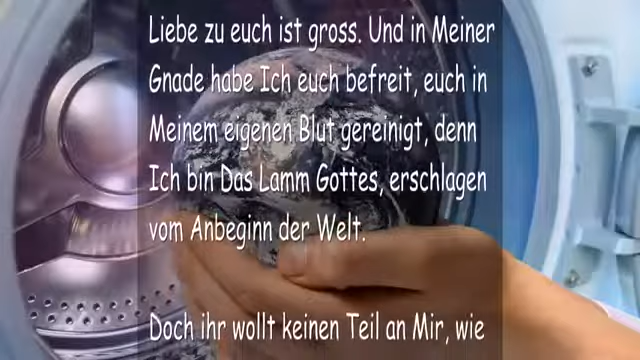 Liebe zu euch ist gross. Und in Meiner
Gnade habe Ich euch befreit, euch in
Meinem eigenen Blut gereinigt, denn
Ich bin Das Lamm Gottes, erschlagen
vom Anbeginn der Welt.
Doch ihr wollt keinen Teil an Mir, wie